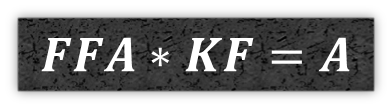 FFA * KF = A